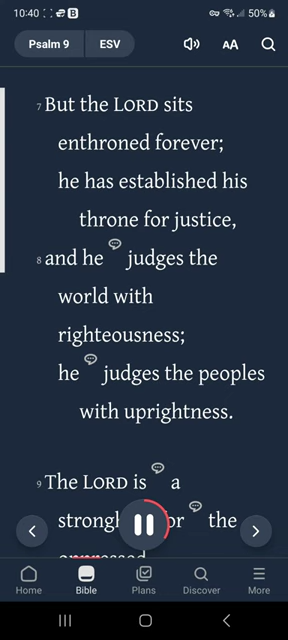 10:40
50%
Psalm 9
ESV
AA
7 But the LORD sits
enthroned forever;
he has established his
throne for justice,
8 and he judges the
world with
righteousness;
he judges the peoples
with uprightness.
9 The LORD is a
the
Home
Bible
Plans
Discover
More